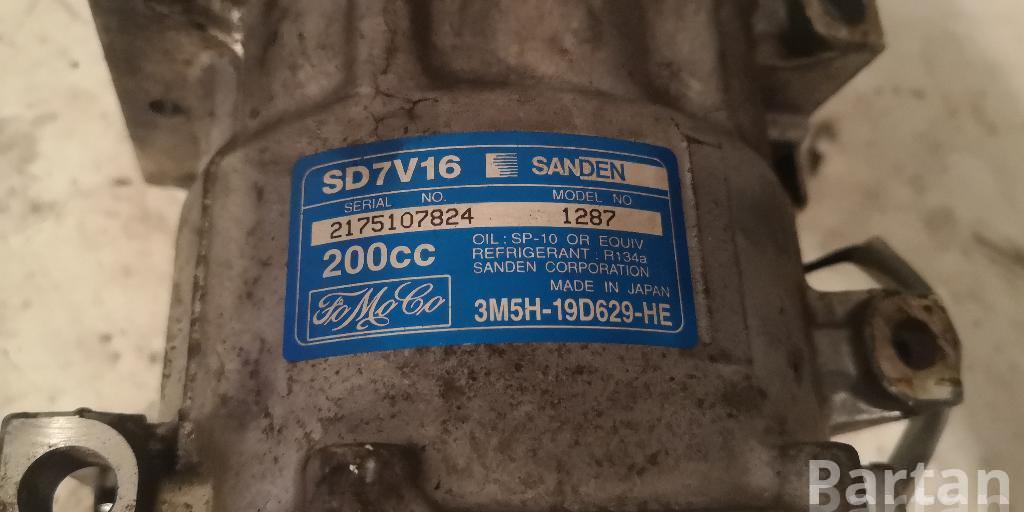 SD7V16 SANDEN
SERIAL NO. MODEL NO
2175107824 1287
200cc
OIL : SP-10 OR EQUIV
REFRIGERANT : R134a
SANDEN CORPORATION
MADE IN JAPAN
FoMoCo
3M5H-19D629-HE
Bartan